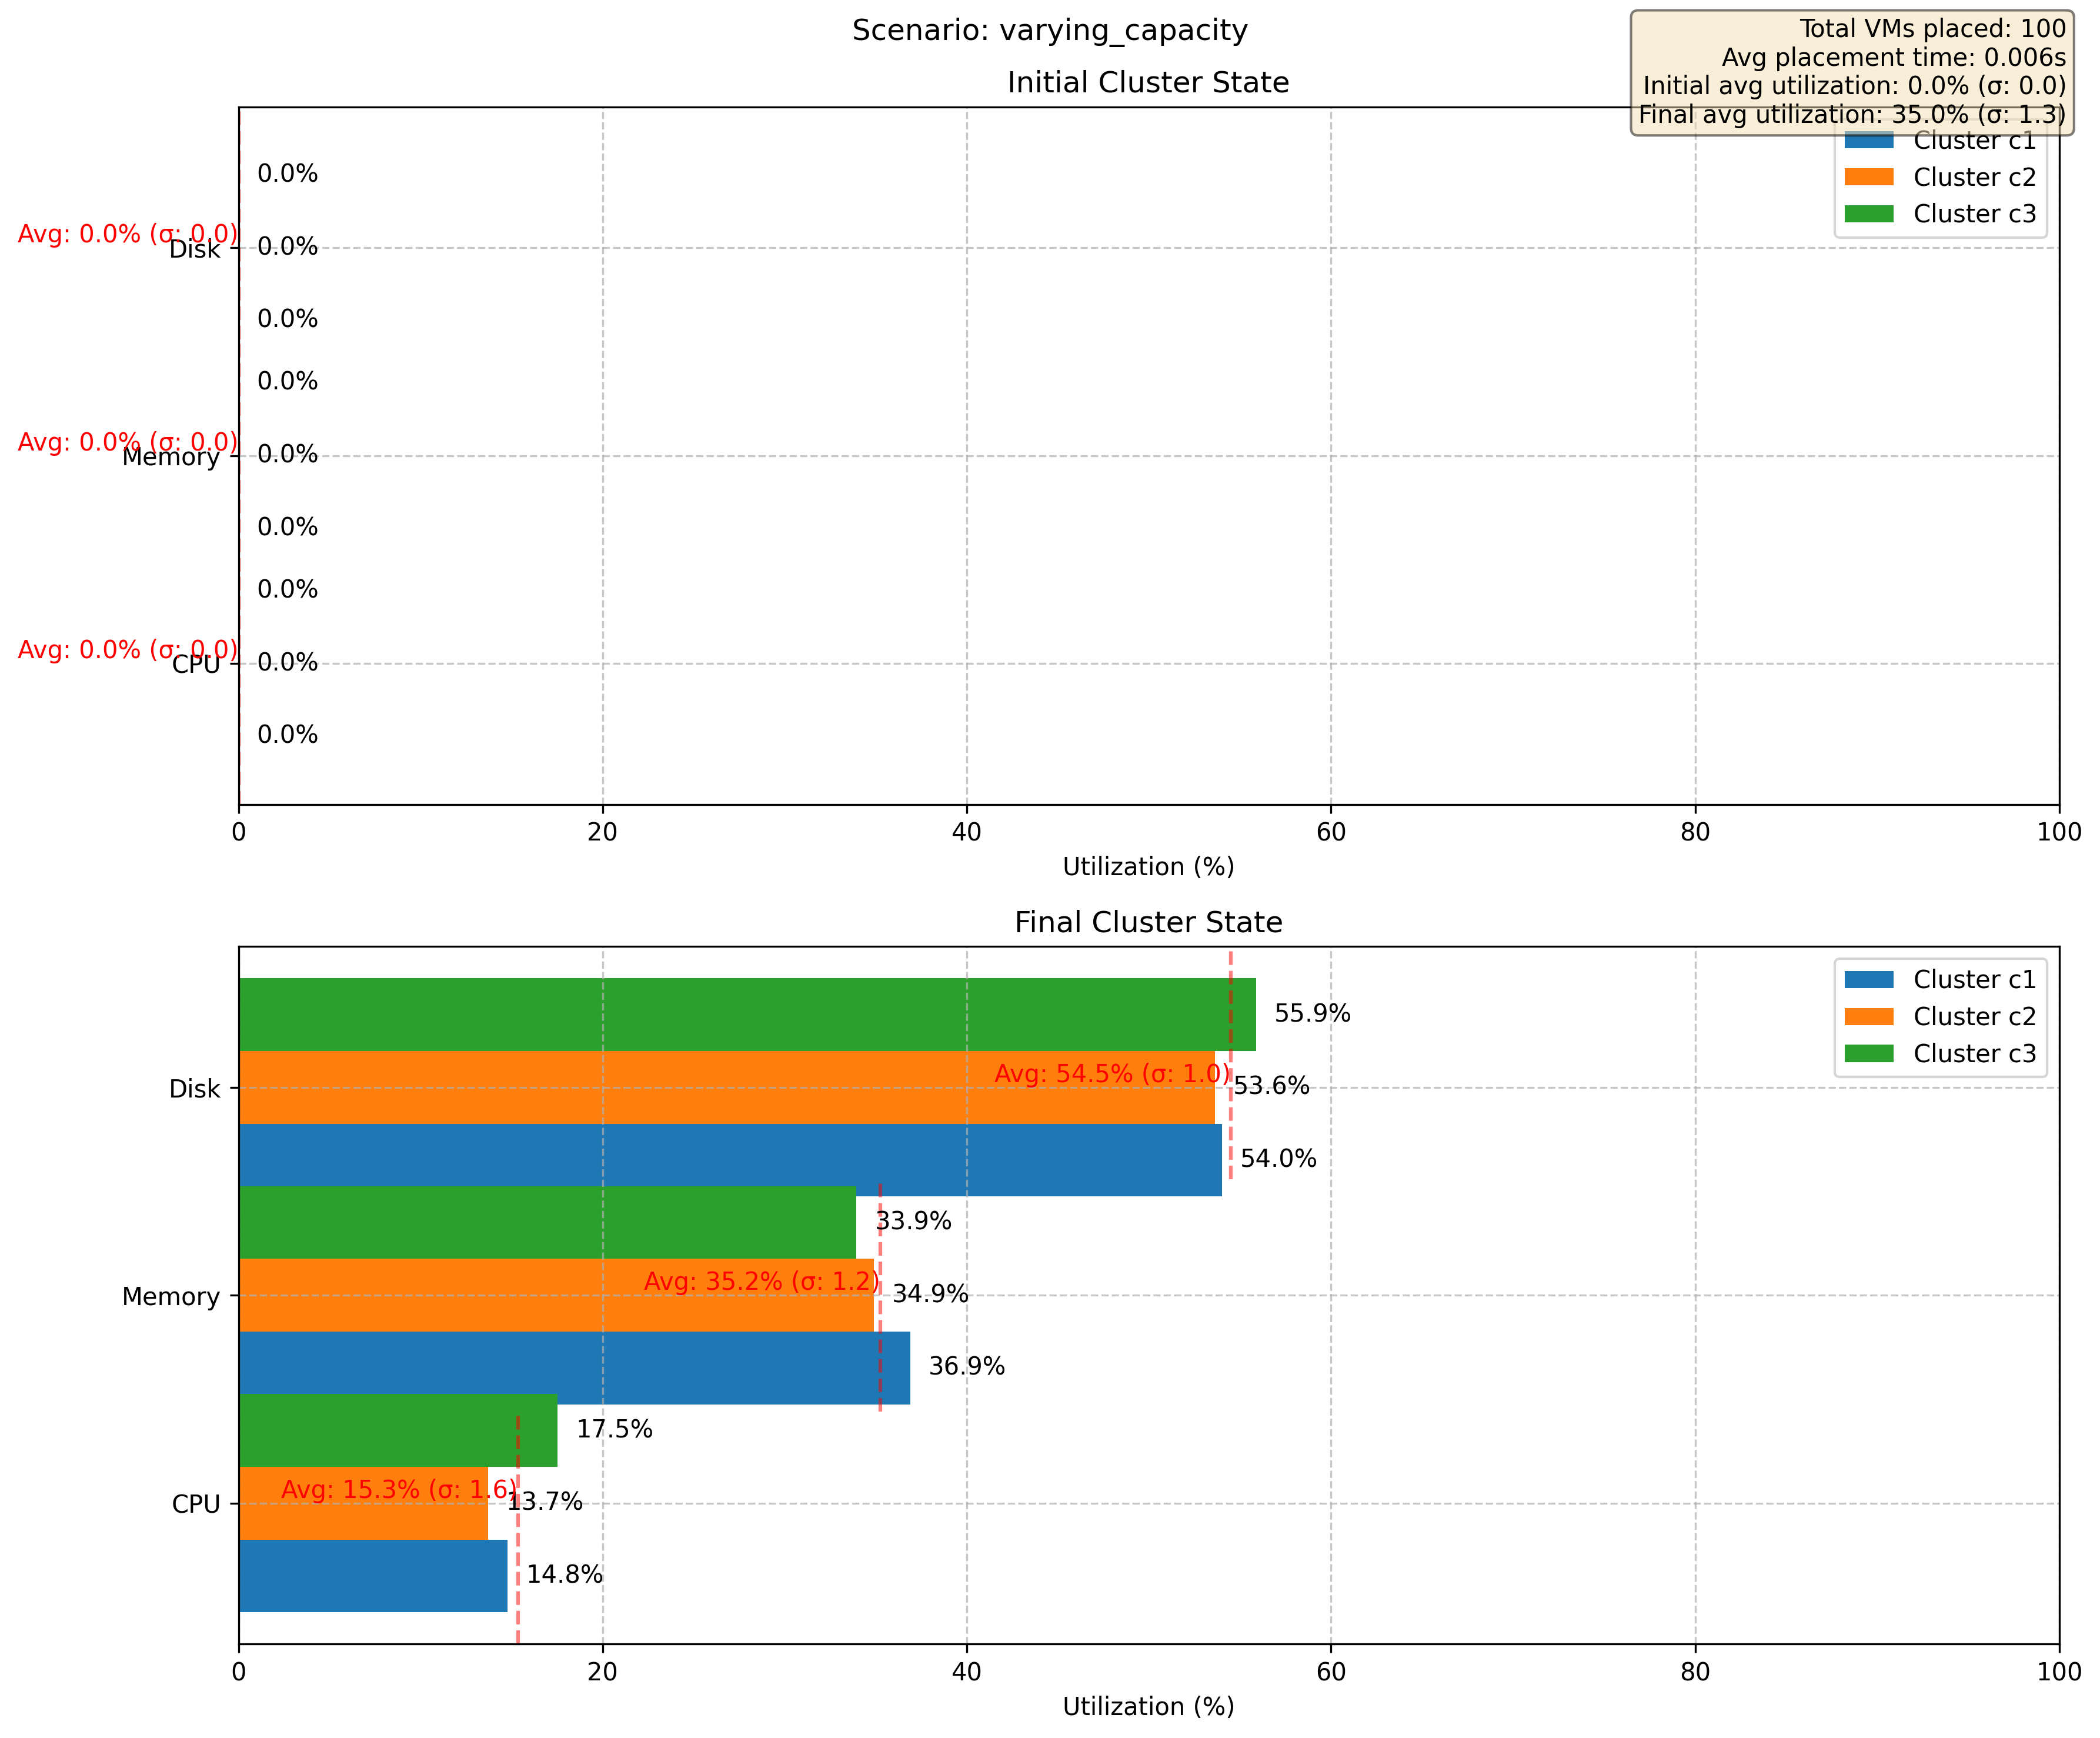 Scenario: varying_capacity
Total VMs placed: 100
Avg placement time: 0.006s
Initial avg utilization: 0.0% (σ: 0.0)
Final avg utilization: 35.0% (σ: 1.3)
Initial Cluster State
Cluster c1
Cluster c2
Cluster c3
0.0%
Avg: 0.0% (σ: 0.0)
Disk
0.0%
0.0%
0.0%
Avg: 0.0% (σ: 0.0)
Memory
0.0%
0.0%
0.0%
Avg: 0.0% (σ: 0.0)
CPU
0.0%
0.0%
0 20 40 60 80 100
Utilization (%)
Final Cluster State
Cluster c1
Cluster c2
Cluster c3
55.9%
Avg: 54.5% (σ: 1.0)
Disk
53.6%
54.0%
33.9%
Avg: 35.2% (σ: 1.2)
Memory
34.9%
36.9%
17.5%
Avg: 15.3% (σ: 1.6)
CPU
13.7%
14.8%
0 20 40 60 80 100
Utilization (%)